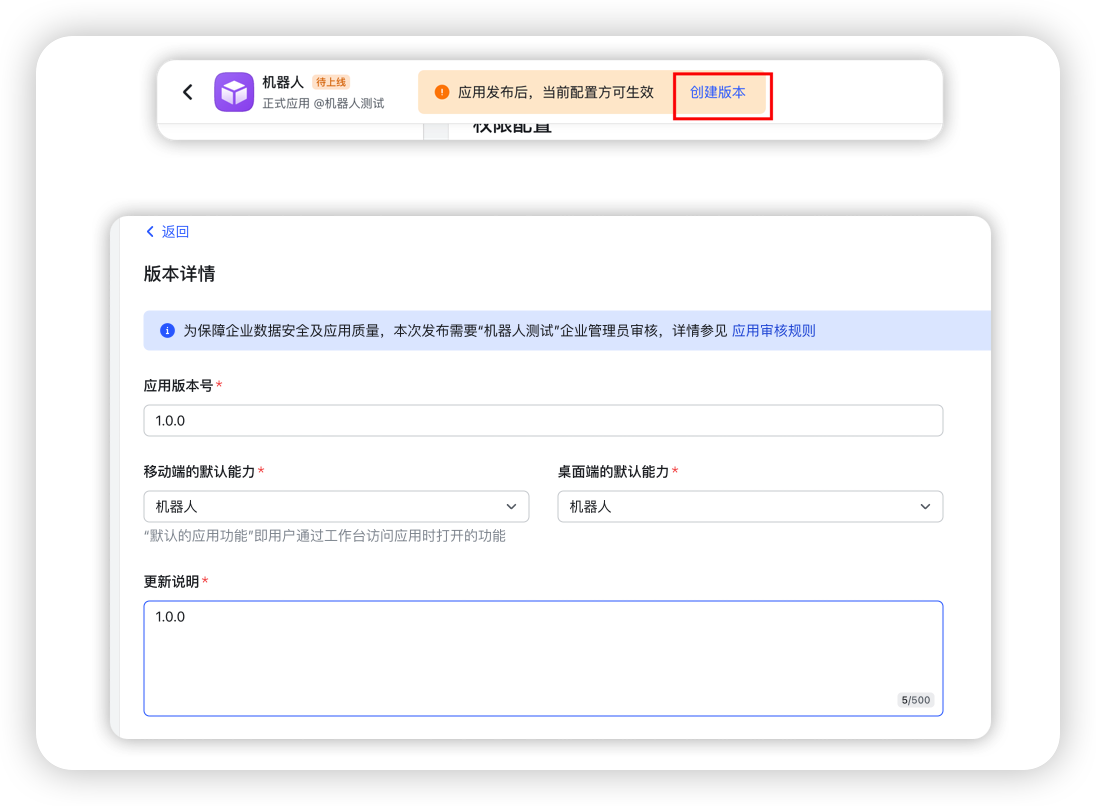 机器人 待上线
正式应用 @机器人测试
应用发布后，当前配置方可生效 创建版本
权限配置
返回
版本详情
为保障企业数据安全及应用质量，本次发布需要“机器人测试”企业管理员审核，详情参见 应用审核规则
应用版本号*
1.0.0
移动端的默认能力* 桌面端的默认能力*
机器人 机器人
“默认的应用功能”即用户通过工作台访问应用时打开的功能
更新说明*
1.0.0
5/500